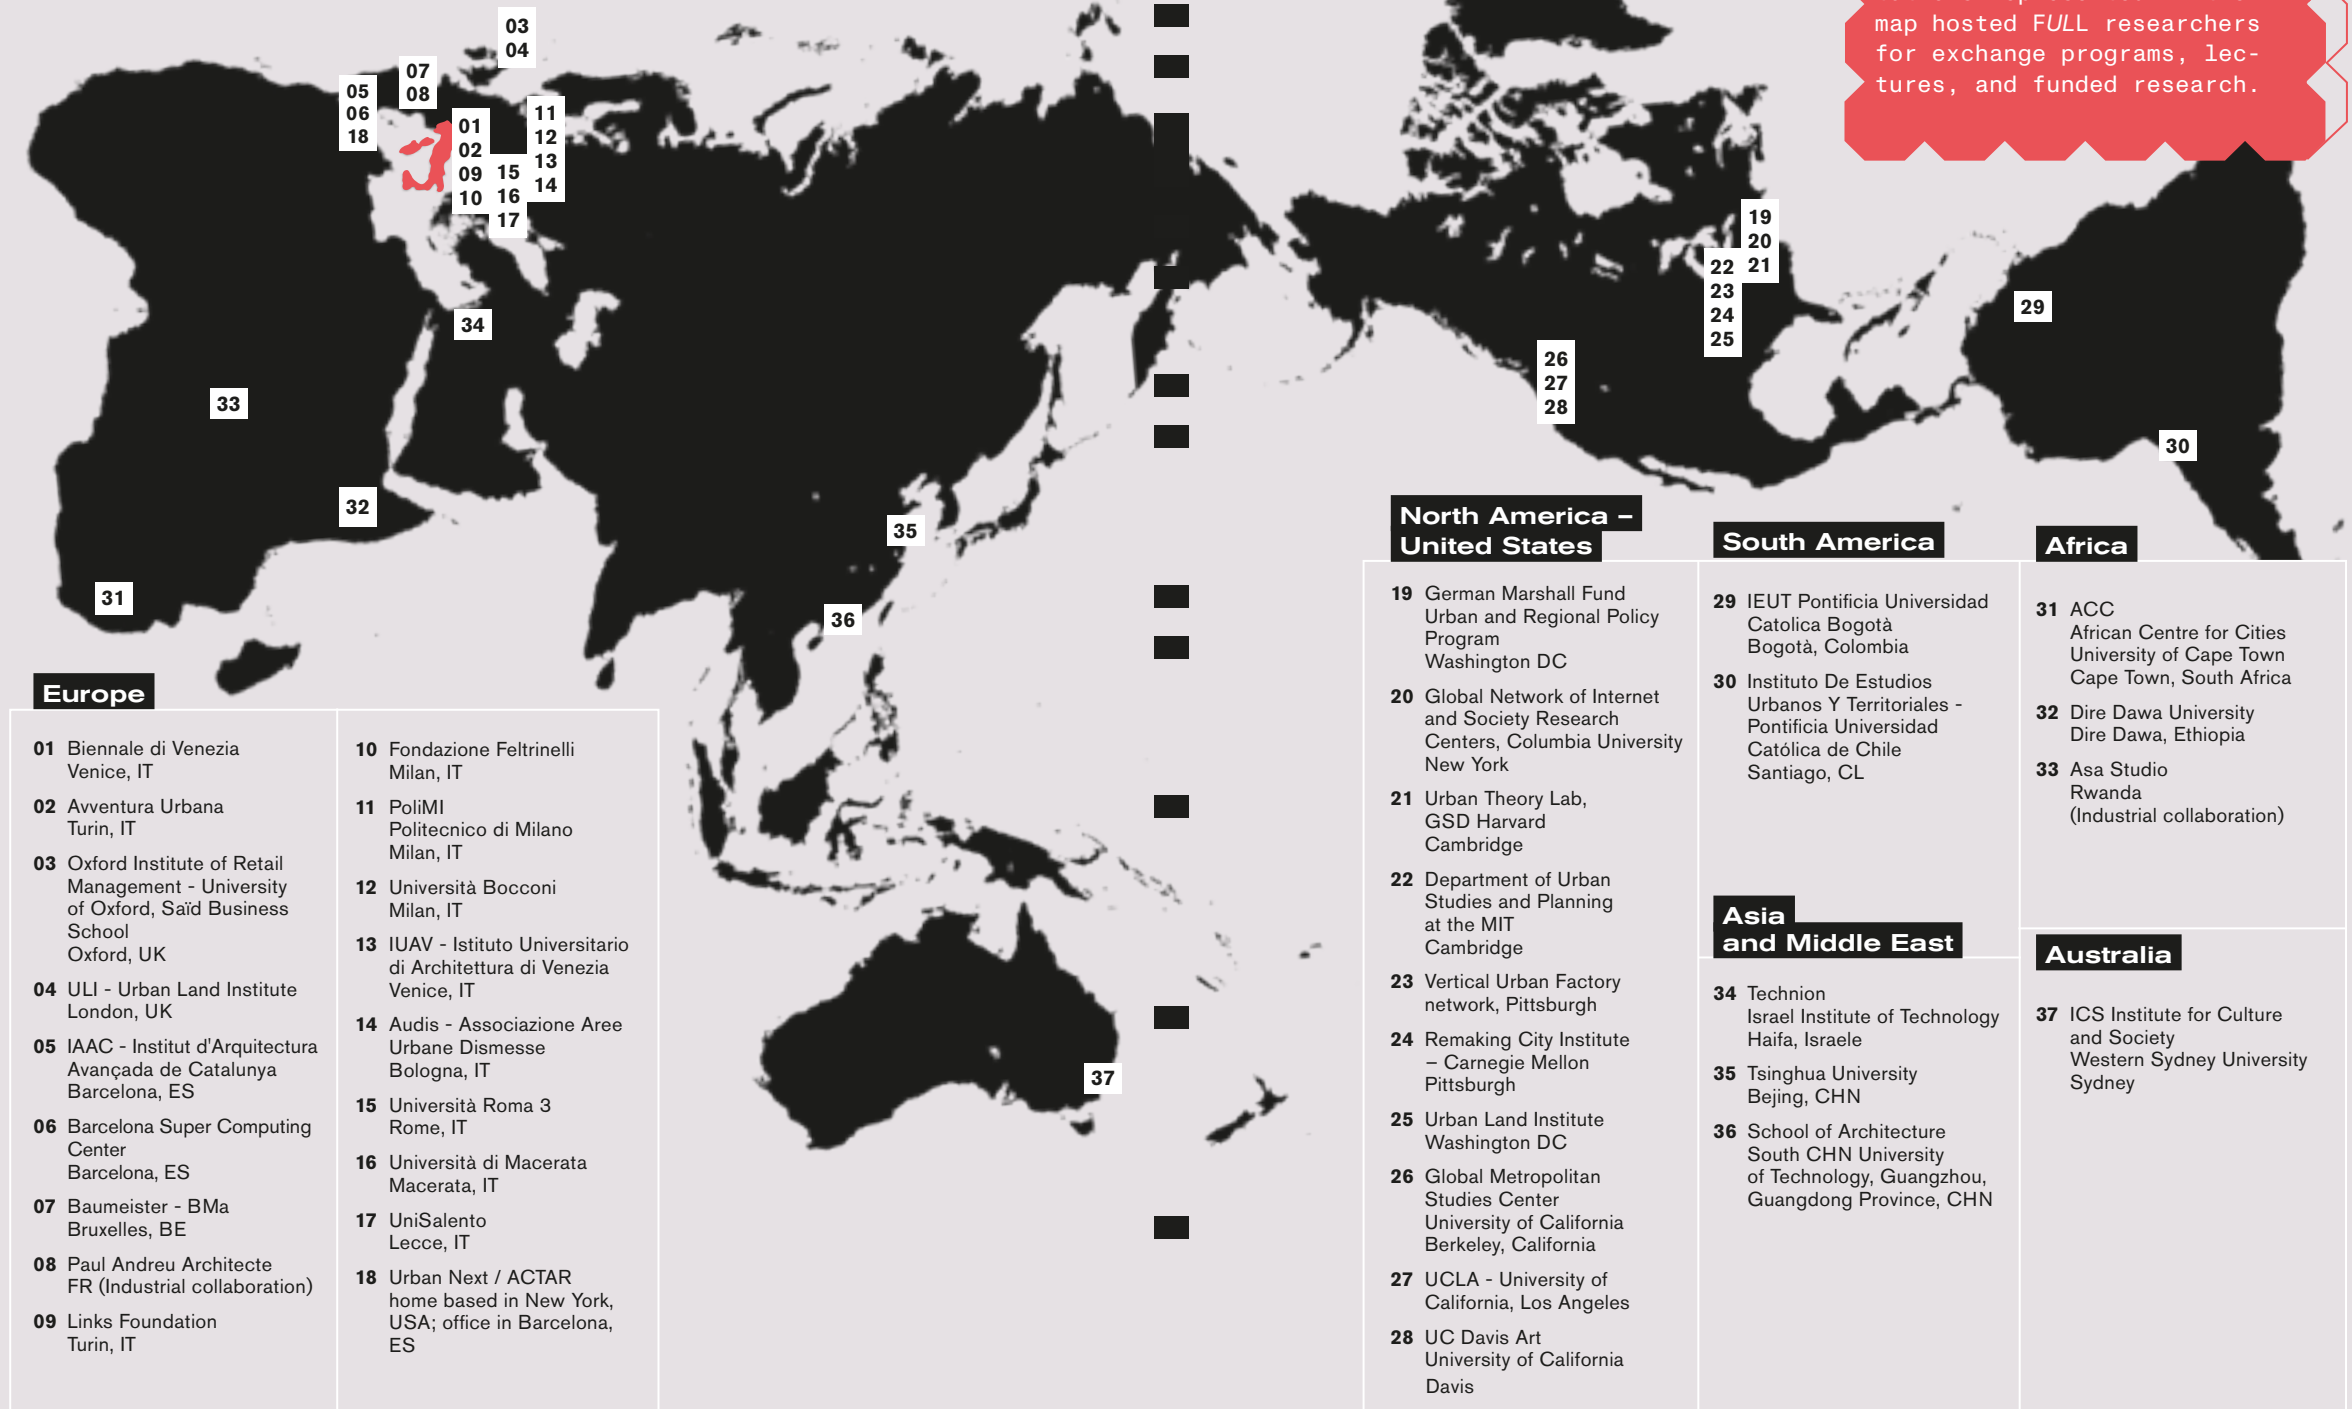 map hosted FULL researchers
for exchange programs, lec-
tures, and funded research.
03
04
07
08
05
06
18
01
02
09
10
11
12
13
14
15
16
17
19
20
21
22
23
24
25
26
27
28
29
30
34
33
32
31
35
36
37
Europe
01 Biennale di Venezia
Venice, IT
02 Avventura Urbana
Turin, IT
03 Oxford Institute of Retail
Management - University
of Oxford, Saïd Business
School
Oxford, UK
04 ULI - Urban Land Institute
London, UK
05 IAAC - Institut d'Arquitectura
Avançada de Catalunya
Barcelona, ES
06 Barcelona Super Computing
Center
Barcelona, ES
07 Baumeister - BMa
Bruxelles, BE
08 Paul Andreu Architecte
FR (Industrial collaboration)
09 Links Foundation
Turin, IT
10 Fondazione Feltrinelli
Milan, IT
11 PoliMI
Politecnico di Milano
Milan, IT
12 Università Bocconi
Milan, IT
13 IUAV - Istituto Universitario
di Architettura di Venezia
Venice, IT
14 Audis - Associazione Aree
Urbane Dismesse
Bologna, IT
15 Università Roma 3
Rome, IT
16 Università di Macerata
Macerata, IT
17 UniSalento
Lecce, IT
18 Urban Next / ACTAR
home based in New York,
USA; office in Barcelona,
ES
North America –
United States
19 German Marshall Fund
Urban and Regional Policy
Program
Washington DC
20 Global Network of Internet
and Society Research
Centers, Columbia University
New York
21 Urban Theory Lab,
GSD Harvard
Cambridge
22 Department of Urban
Studies and Planning
at the MIT
Cambridge
23 Vertical Urban Factory
network, Pittsburgh
24 Remaking City Institute
– Carnegie Mellon
Pittsburgh
25 Urban Land Institute
Washington DC
26 Global Metropolitan
Studies Center
University of California
Berkeley, California
27 UCLA - University of
California, Los Angeles
28 UC Davis Art
University of California
Davis
South America
29 IEUT Pontificia Universidad
Catolica Bogotà
Bogotà, Colombia
30 Instituto De Estudios
Urbanos Y Territoriales -
Pontificia Universidad
Católica de Chile
Santiago, CL
Asia
and Middle East
34 Technion
Israel Institute of Technology
Haifa, Israele
35 Tsinghua University
Bejing, CHN
36 School of Architecture
South CHN University
of Technology, Guangzhou,
Guangdong Province, CHN
Africa
31 ACC
African Centre for Cities
University of Cape Town
Cape Town, South Africa
32 Dire Dawa University
Dire Dawa, Ethiopia
33 Asa Studio
Rwanda
(Industrial collaboration)
Australia
37 ICS Institute for Culture
and Society
Western Sydney University
Sydney